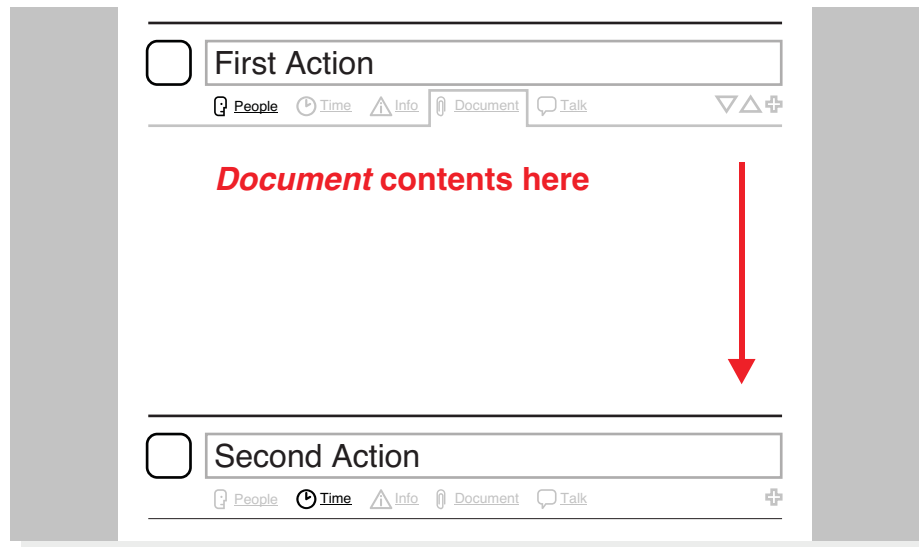 First Action
People Time Info Document Talk
Document contents here
Second Action
People Time Info Document Talk